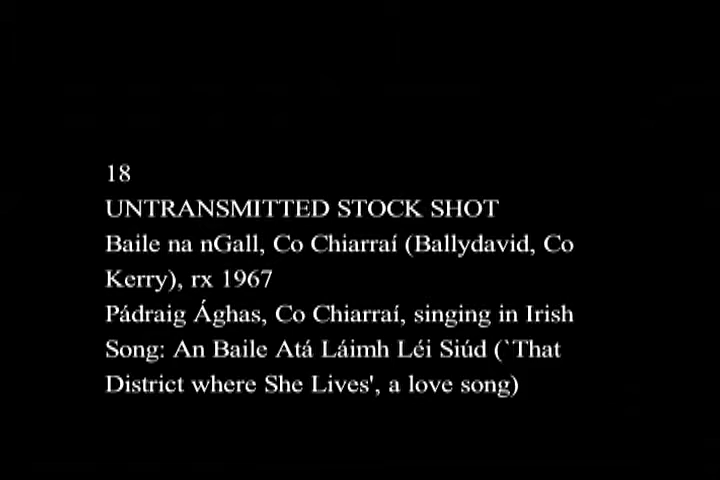 18
UNTRANSMITTED STOCK SHOT
Baile na nGall, Co Chiarraí (Ballydavid, Co
Kerry), rx 1967
Pádraig Ághas, Co Chiarraí, singing in Irish
Song: An Baile Atá Láimh Léi Siúd (`That
District where She Lives', a love song)